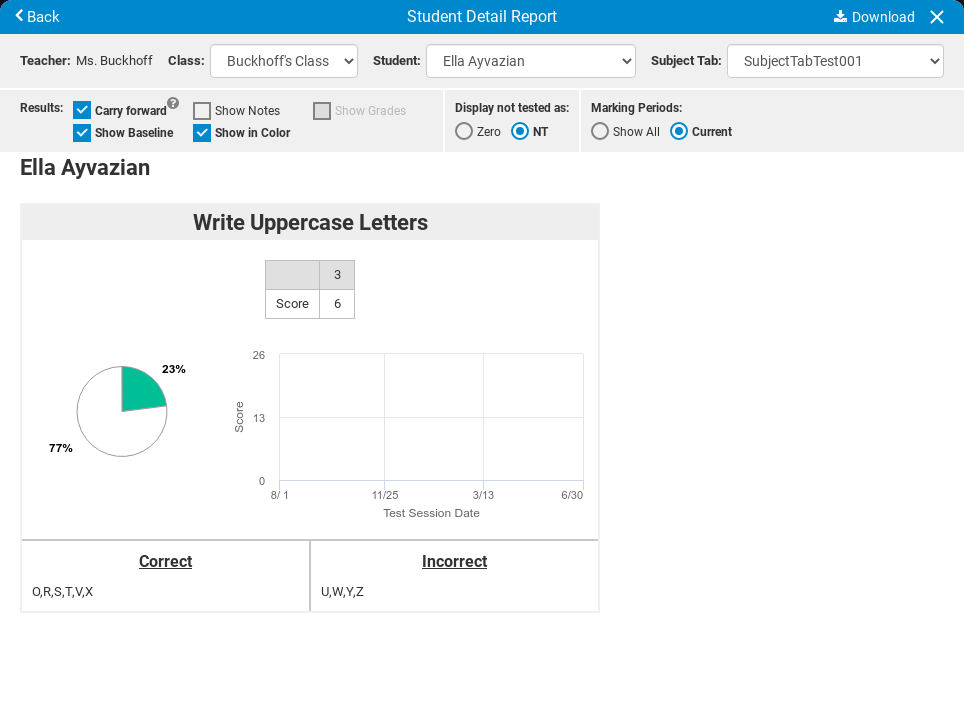 Back
Student Detail Report
Download
Teacher: Ms. Buckhoff
Class: Buckhoff's Class
Student: Ella Ayvazian
Subject Tab: SubjectTabTest001
Results:
Carry forward ?
Show Notes
Show Grades
Show Baseline
Show in Color
Display not tested as:
Zero
NT
Marking Periods:
Show All
Current
Ella Ayvazian
Write Uppercase Letters
3
Score 6
23%
77%
26
13
0
Score
8/ 1 11/25 3/13 6/30
Test Session Date
Correct
O,R,S,T,V,X
Incorrect
U,W,Y,Z